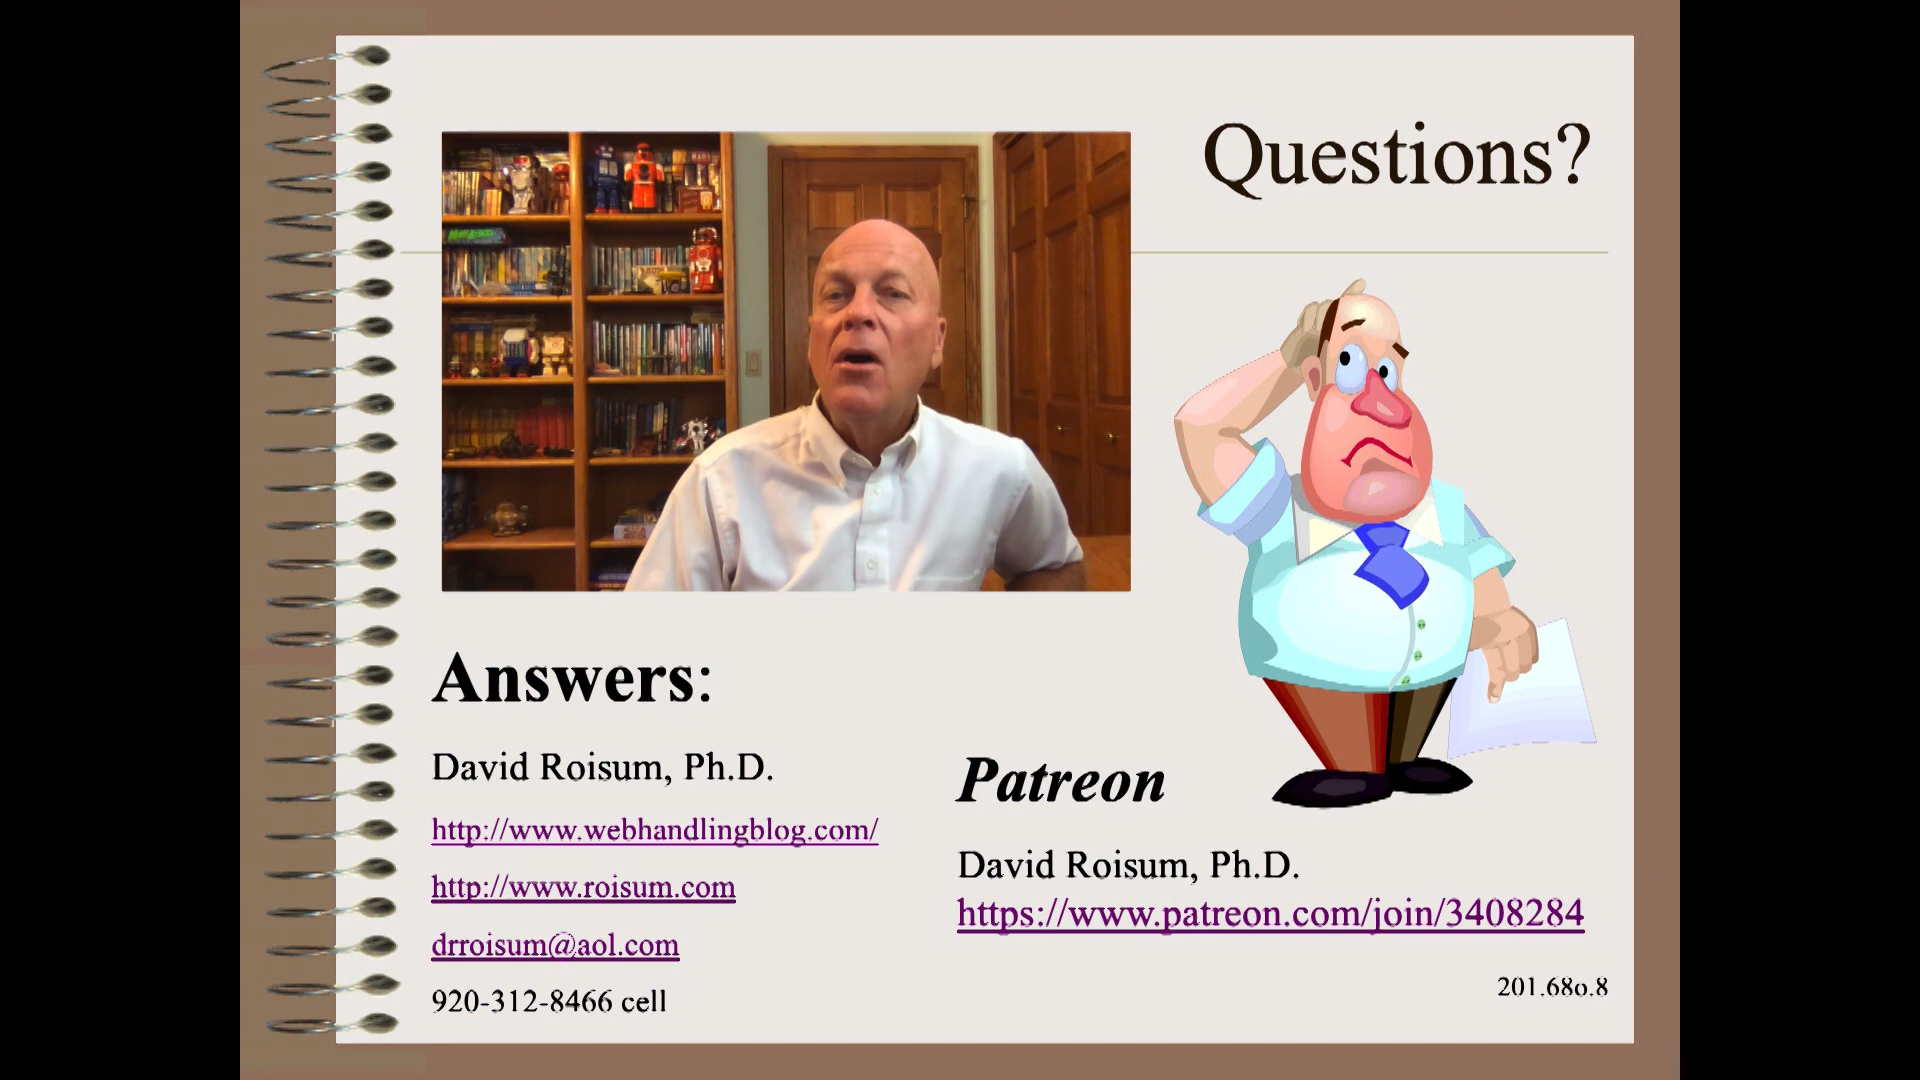 Questions?
Answers:
David Roisum, Ph.D.
http://www.webhandlingblog.com/
http://www.roisum.com
drroisum@aol.com
920-312-8466 cell
Patreon
David Roisum, Ph.D.
https://www.patreon.com/join/3408284
201.68o.8